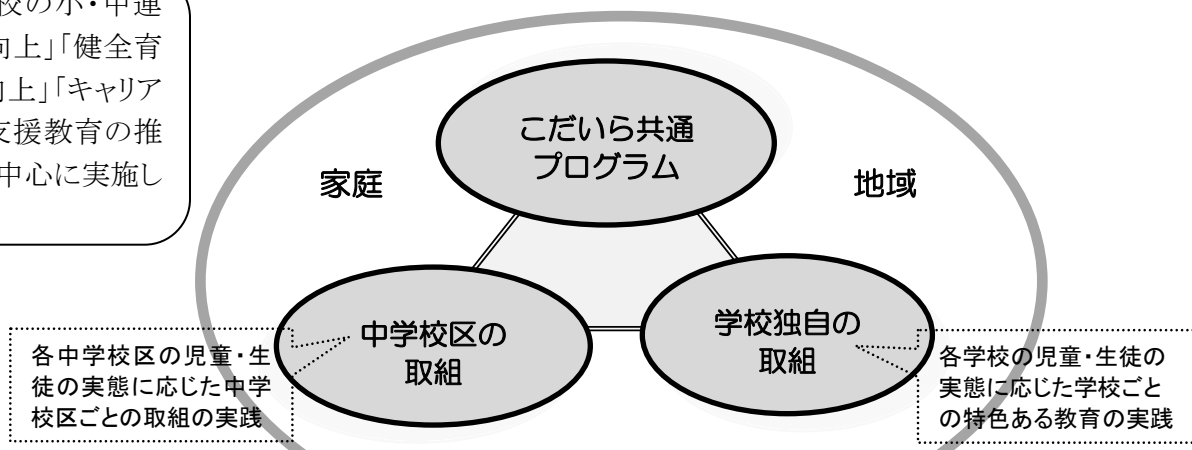 校の小・中連
向上」「健全育
向上」「キャリア
支援教育の推
中心に実施し
こだいら共通
プログラム
家庭
地域
中学校区の
取組
学校独自の
取組
各中学校区の児童・生
徒の実態に応じた中学
校区ごとの取組の実践
各学校の児童・生徒の
実態に応じた学校ごと
の特色ある教育の実践